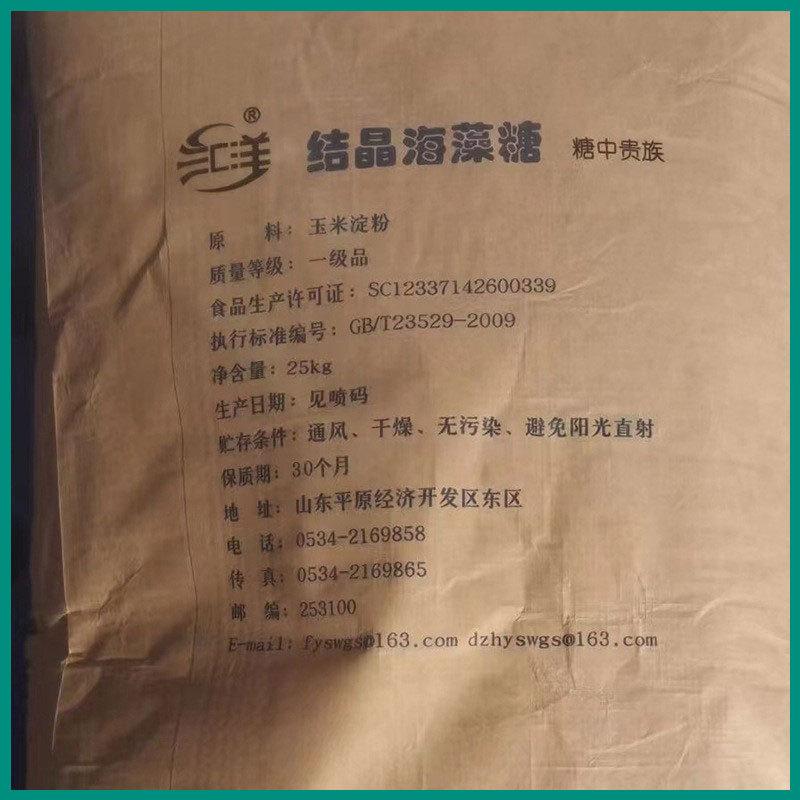 汇洋® 结晶海藻糖 糖中贵族
原 料：玉米淀粉
质量等级：一级品
食品生产许可证：SC12337142600339
执行标准编号：GB/T23529-2009
净含量：25kg
生产日期：见喷码
贮存条件：通风、干燥、无污染、避免阳光直射
保质期：30个月
地 址：山东平原经济开发区东区
电 话：0534-2169858
传 真：0534-2169865
邮 编：253100
E-mail：fyswgs@163.com dzhyswgs@163.com